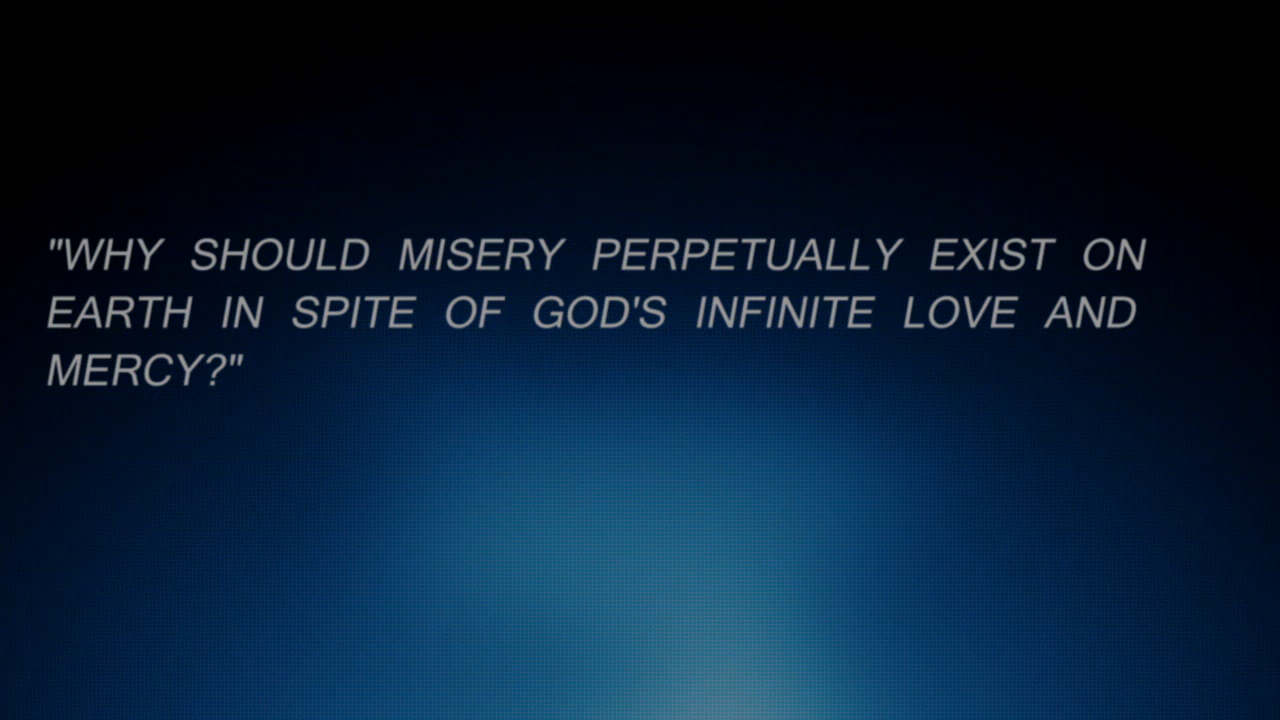 "WHY SHOULD MISERY PERPETUALLY EXIST ON
EARTH IN SPITE OF GOD'S INFINITE LOVE AND
MERCY?"